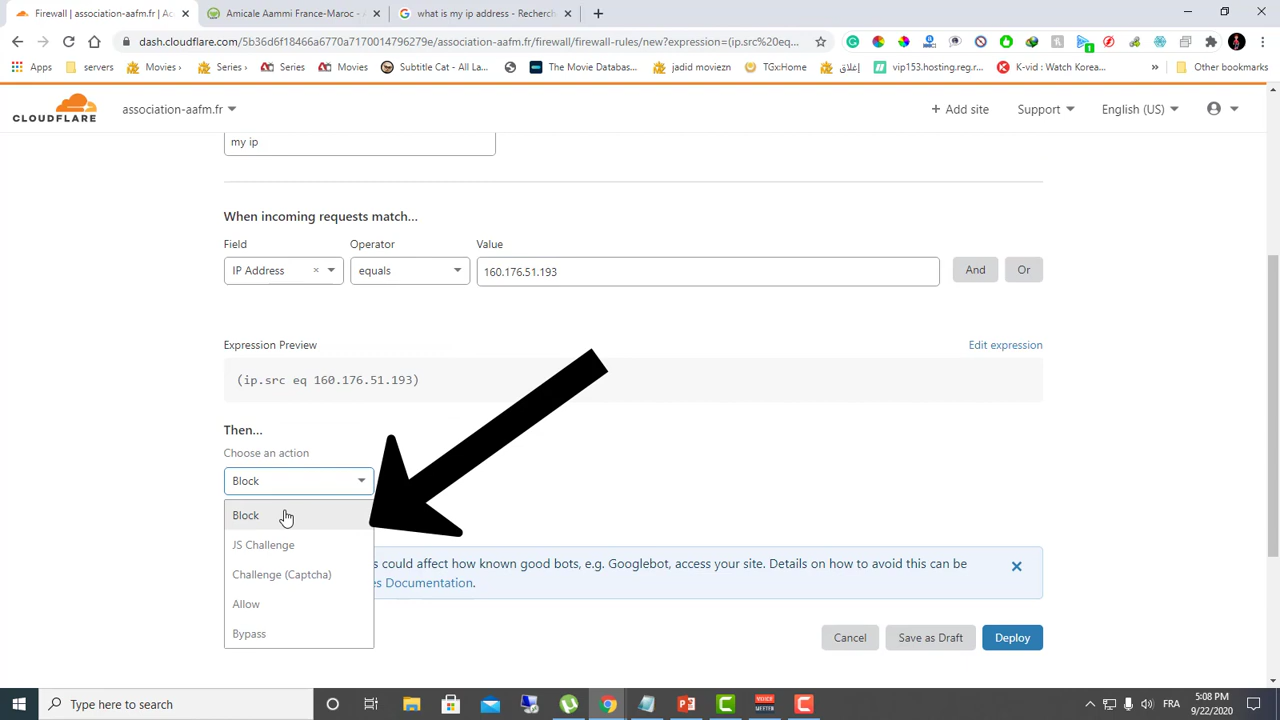 Firewall | association-aafm.fr
Amicale Aammi France-Maroc - A
what is my ip address - Recherch
dash.cloudflare.com/5b36d6f18466a6770a7170014796279e/association-aafm.fr/firewall/firewall-rules/new?expression=(ip.src%20eq...
Apps
servers
Movies ›
Series ›
Series
Movies
Subtitle Cat - All La...
The Movie Databas...
jadid moviezn
TGx:Home
إغلاق
vip153.hosting.reg.r...
K-vid : Watch Korea...
»
Other bookmarks
CLOUDFLARE
association-aafm.fr
+ Add site
Support
English (US)
my ip
When incoming requests match...
Field
Operator
Value
IP Address ×
equals
160.176.51.193
And
Or
Expression Preview
Edit expression
(ip.src eq 160.176.51.193)
Then...
Choose an action
Block
Block
JS Challenge
Challenge (Captcha)
Allow
Bypass
s could affect how known good bots, e.g. Googlebot, access your site. Details on how to avoid this can be
es Documentation.
Cancel
Save as Draft
Deploy
Type here to search
FRA
5:08 PM
9/22/2020